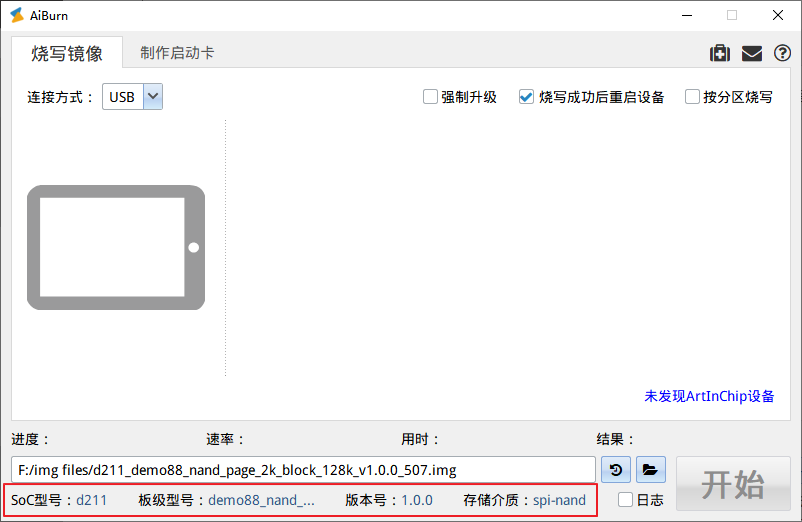 AiBurn
烧写镜像 制作启动卡
连接方式： USB 强制升级 烧写成功后重启设备 按分区烧写
未发现ArtInChip设备
进度： 速率： 用时： 结果：
F:/img files/d211_demo88_nand_page_2k_block_128k_v1.0.0_507.img
开始
SoC型号：d211 板级型号：demo88_nand_... 版本号：1.0.0 存储介质：spi-nand 日志